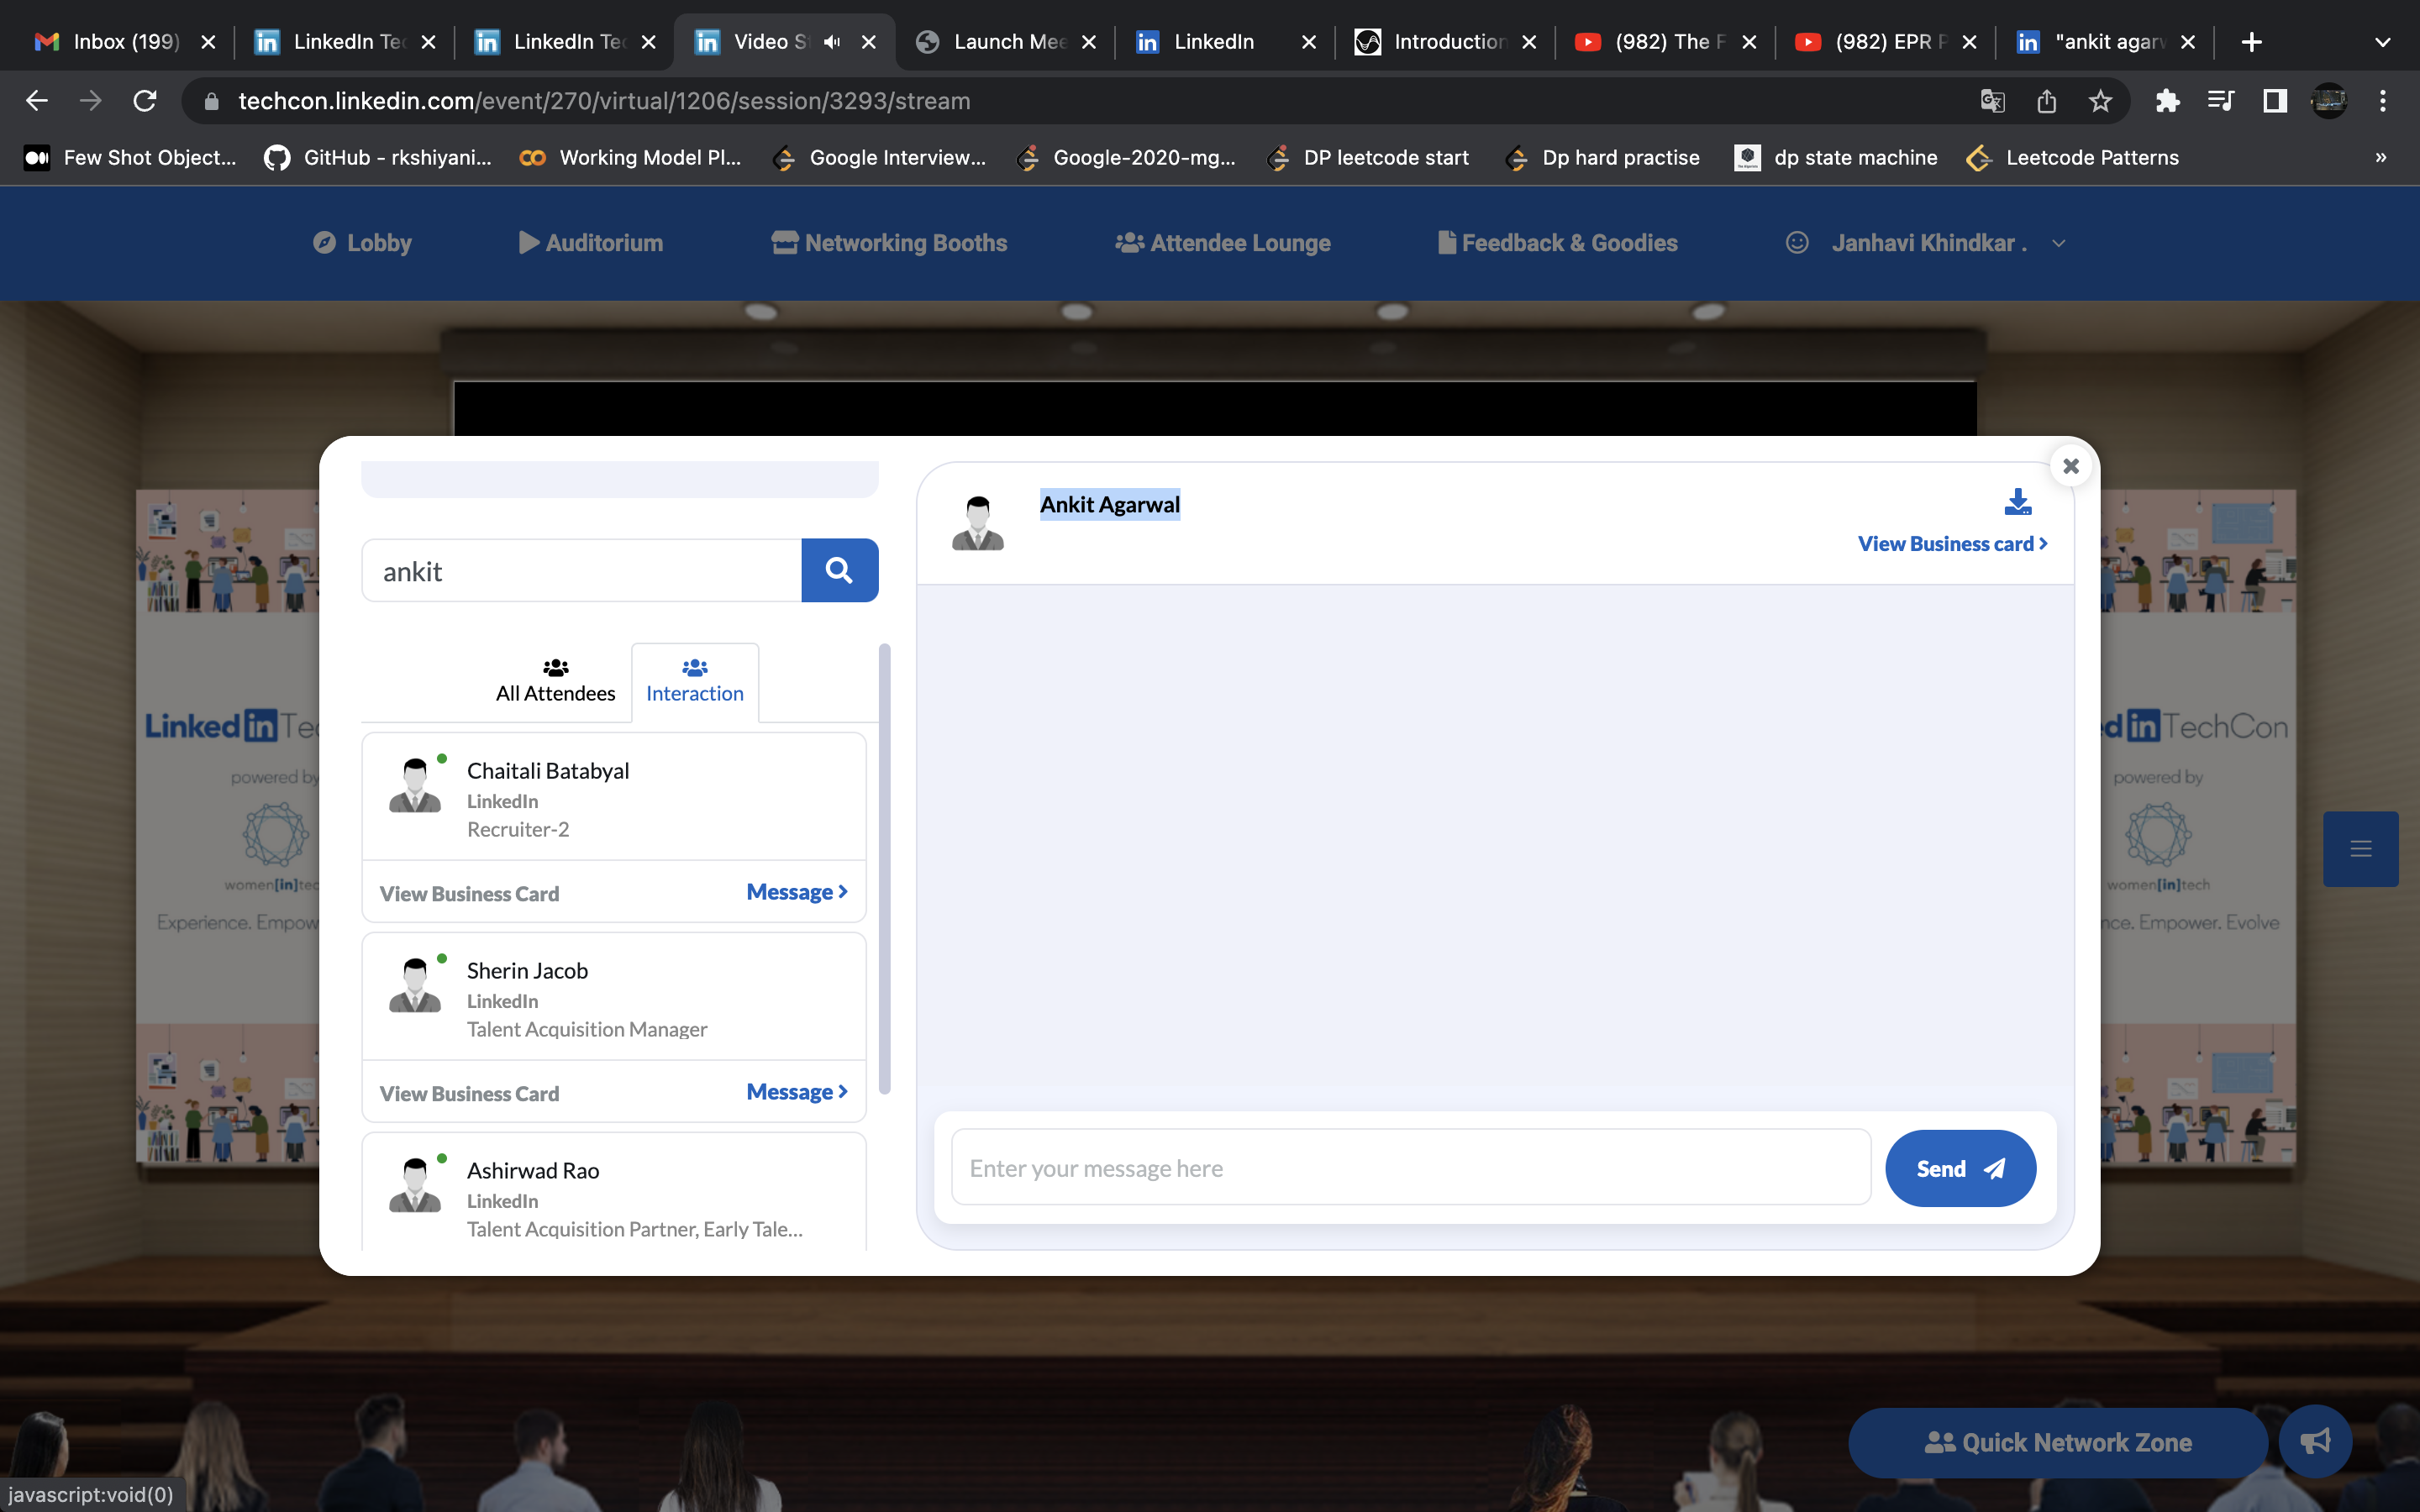 Inbox (199)
LinkedIn Tec
LinkedIn Tec
Video S
Launch Mee
LinkedIn
Introduction
(982) The F
(982) EPR P
"ankit agarw
techcon.linkedin.com/event/270/virtual/1206/session/3293/stream
Few Shot Object...
GitHub - rkshiyani...
Working Model Pl...
Google Interview...
Google-2020-mg...
DP leetcode start
Dp hard practise
dp state machine
Leetcode Patterns
»
Lobby
Auditorium
Networking Booths
Attendee Lounge
Feedback & Goodies
Janhavi Khindkar .
Ankit Agarwal
View Business card
ankit
All Attendees
Interaction
Chaitali Batabyal
LinkedIn
Recruiter-2
View Business Card
Message
Sherin Jacob
LinkedIn
Talent Acquisition Manager
View Business Card
Message
Ashirwad Rao
LinkedIn
Talent Acquisition Partner, Early Tale...
Enter your message here
Send
LinkedIn Tec
powered by
women[in]tec
Experience. Empow
d in TechCon
powered by
women[in]tech
nce. Empower. Evolve
Quick Network Zone
javascript:void(0)